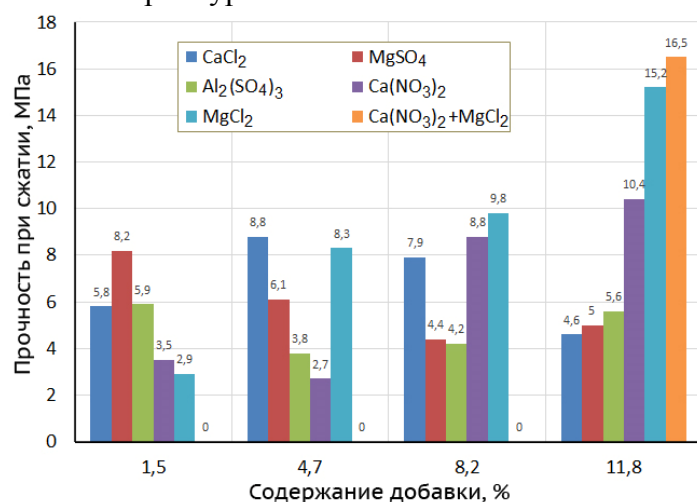 18
16
14
12
10
8
6
4
2
0
Прочность при сжатии, МПа
CaCl2 MgSO4
Al2(SO4)3 Ca(NO3)2
MgCl2 Ca(NO3)2+MgCl2
5,8 8,2 5,9 3,5 2,9 0
8,8 6,1 3,8 2,7 8,3 0
7,9 4,4 4,2 8,8 9,8 0
4,6 5 5,6 10,4 15,2 16,5
1,5 4,7 8,2 11,8
Содержание добавки, %